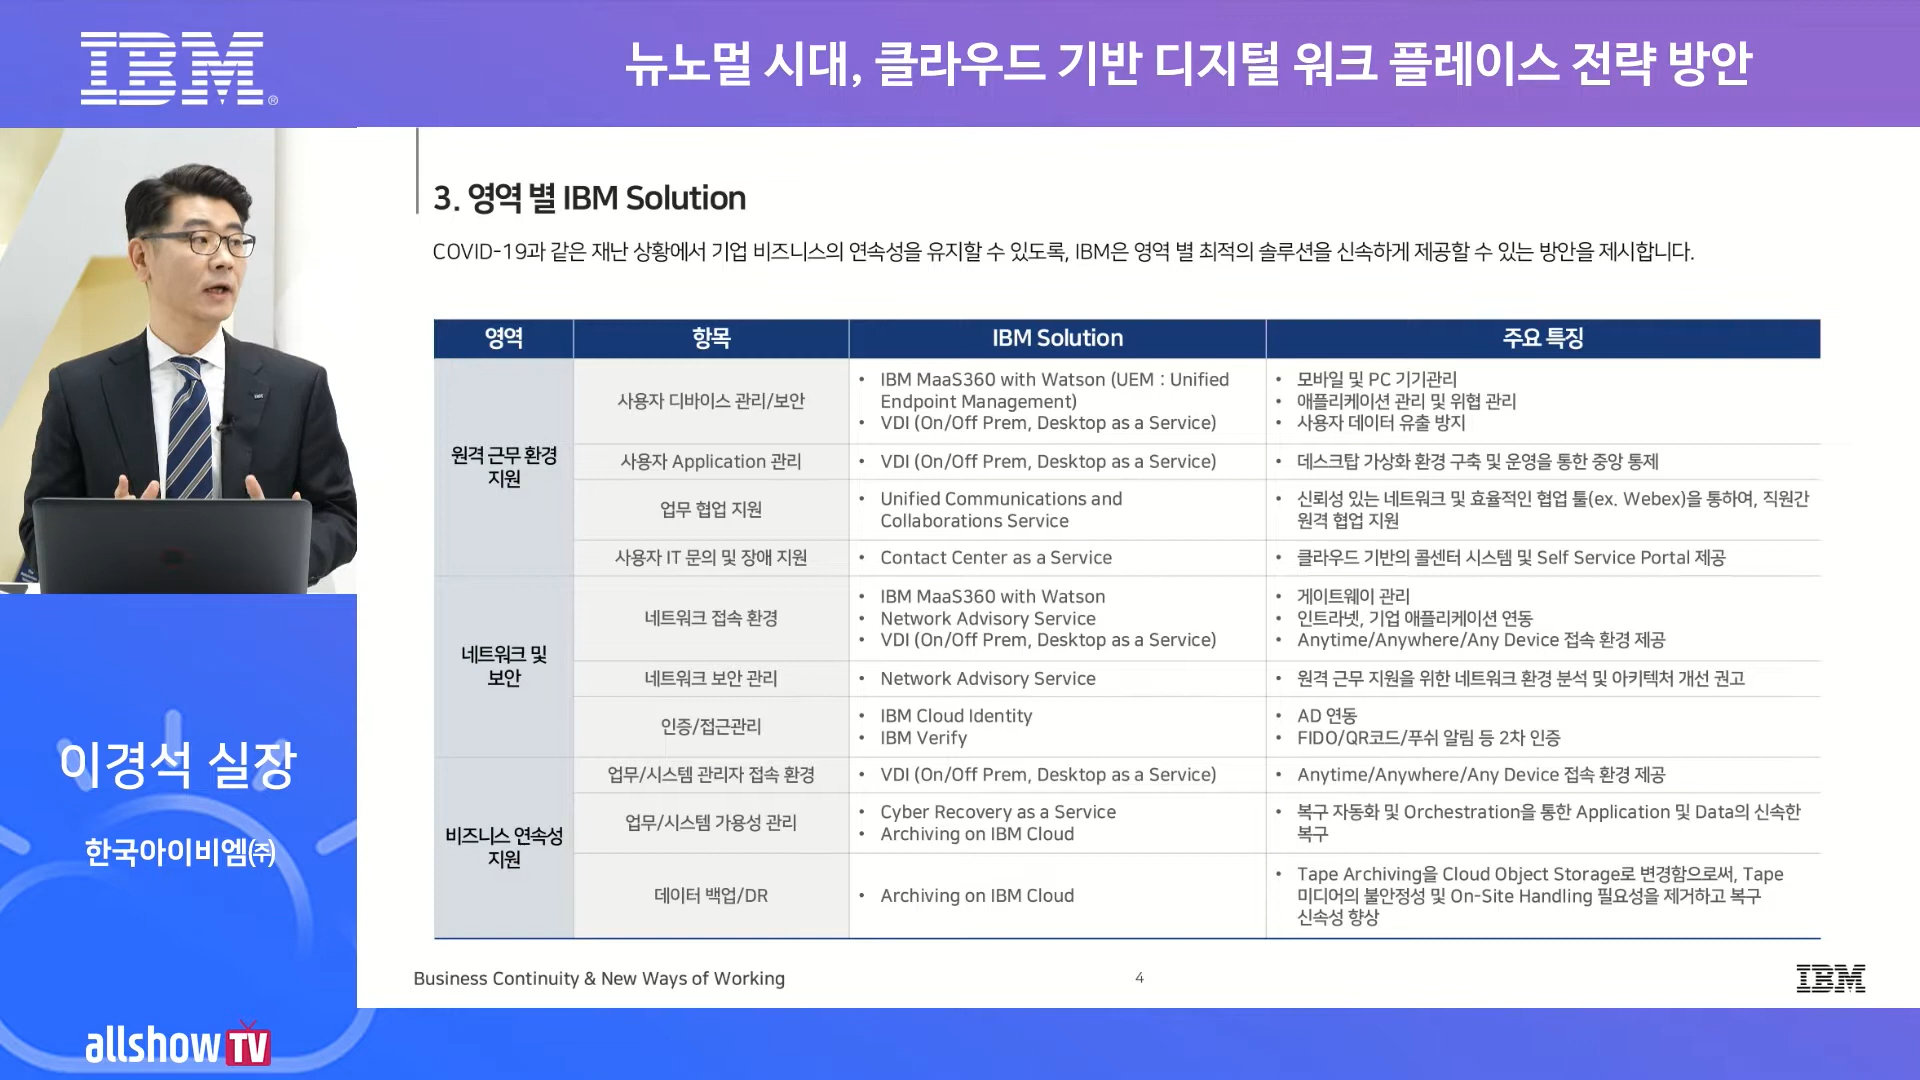 IBM®
뉴노멀 시대, 클라우드 기반 디지털 워크 플레이스 전략 방안
3. 영역 별 IBM Solution
COVID-19과 같은 재난 상황에서 기업 비즈니스의 연속성을 유지할 수 있도록, IBM은 영역 별 최적의 솔루션을 신속하게 제공할 수 있는 방안을 제시합니다.
영역 항목 IBM Solution 주요 특징
원격 근무 환경
지원
사용자 디바이스 관리/보안
• IBM MaaS360 with Watson (UEM : Unified
Endpoint Management)
• VDI (On/Off Prem, Desktop as a Service)
• 모바일 및 PC 기기관리
• 애플리케이션 관리 및 위협 관리
• 사용자 데이터 유출 방지
사용자 Application 관리
• VDI (On/Off Prem, Desktop as a Service)
• 데스크탑 가상화 환경 구축 및 운영을 통한 중앙 통제
업무 협업 지원
• Unified Communications and
Collaborations Service
• 신뢰성 있는 네트워크 및 효율적인 협업 툴(ex. Webex)을 통하여, 직원간
원격 협업 지원
사용자 IT 문의 및 장애 지원
• Contact Center as a Service
• 클라우드 기반의 콜센터 시스템 및 Self Service Portal 제공
네트워크 및
보안
네트워크 접속 환경
• IBM MaaS360 with Watson
• Network Advisory Service
• VDI (On/Off Prem, Desktop as a Service)
• 게이트웨이 관리
• 인트라넷, 기업 애플리케이션 연동
• Anytime/Anywhere/Any Device 접속 환경 제공
네트워크 보안 관리
• Network Advisory Service
• 원격 근무 지원을 위한 네트워크 환경 분석 및 아키텍처 개선 권고
인증/접근관리
• IBM Cloud Identity
• IBM Verify
• AD 연동
• FIDO/QR코드/푸쉬 알림 등 2차 인증
비즈니스 연속성
지원
업무/시스템 관리자 접속 환경
• VDI (On/Off Prem, Desktop as a Service)
• Anytime/Anywhere/Any Device 접속 환경 제공
업무/시스템 가용성 관리
• Cyber Recovery as a Service
• Archiving on IBM Cloud
• 복구 자동화 및 Orchestration을 통한 Application 및 Data의 신속한
복구
데이터 백업/DR
• Archiving on IBM Cloud
• Tape Archiving을 Cloud Object Storage로 변경함으로써, Tape
미디어의 불안정성 및 On-Site Handling 필요성을 제거하고 복구
신속성 향상
Business Continuity & New Ways of Working
4
IBM
이경석 실장
한국아이비엠㈜
allshow TV